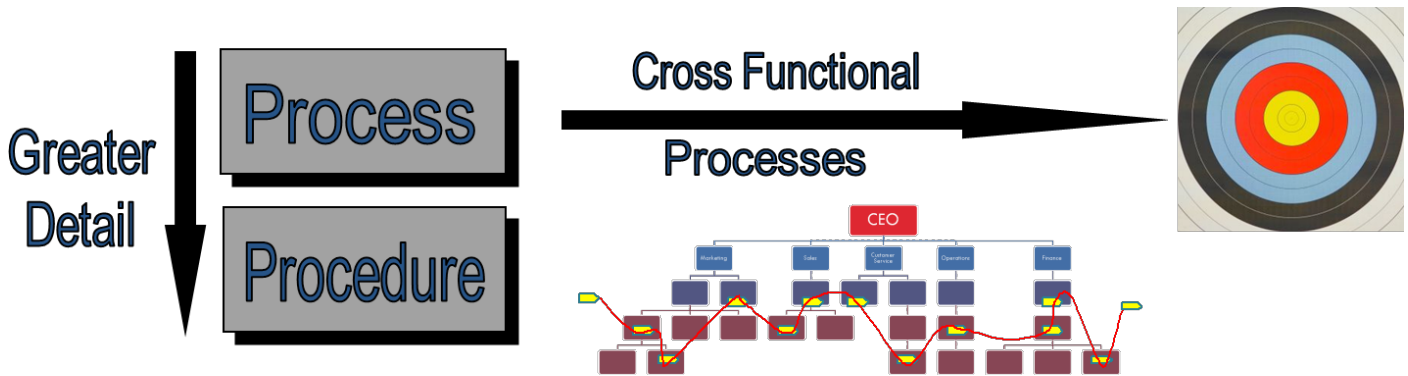 Greater
Detail
Process
Procedure
Cross Functional
Processes
CEO
Marketing
Sales
Customer
Service
Operations
Finance